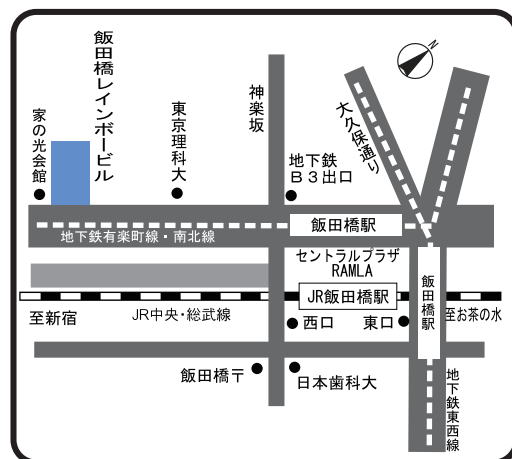 飯田橋レインボービル
家の光会館
東京理科大
神楽坂
N
大久保通り
地下鉄
B3出口
飯田橋駅
地下鉄有楽町線・南北線
セントラルプラザ
RAMLA
飯田橋駅
JR飯田橋駅
至新宿
JR中央・総武線
西口
東口
至お茶の水
飯田橋〒
日本歯科大
地下鉄東西線